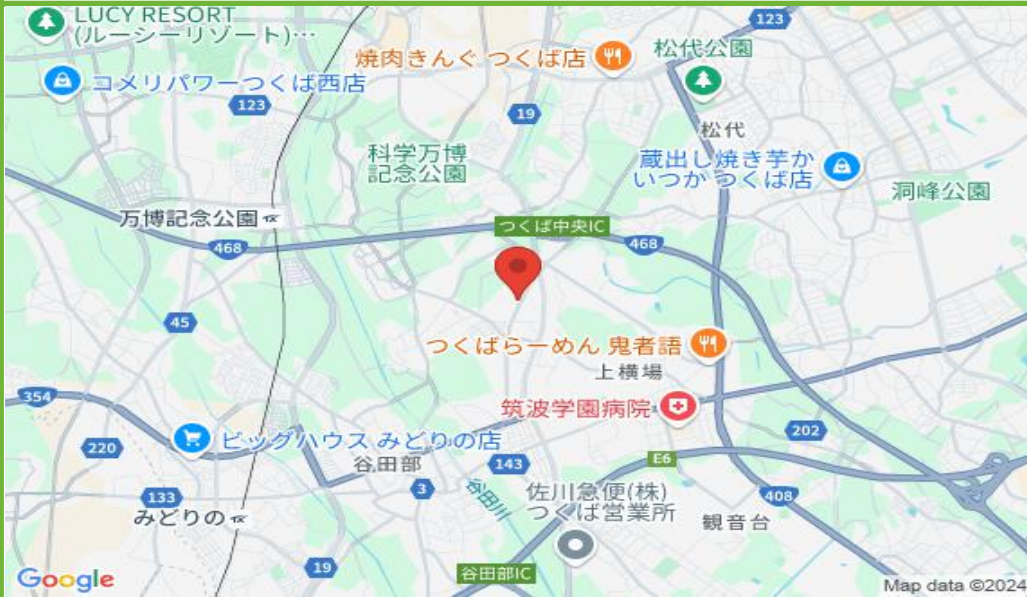 LUCY RESORT
(ルーシーリゾート)…
123
焼肉きんぐ つくば店
松代公園
コメリパワーつくば西店
123
19
松代
科学万博
記念公園
蔵出し焼き芋か
いつか つくば店
洞峰公園
万博記念公園
つくば中央IC
468
468
45
つくばらーめん 鬼者語
上横場
354
筑波学園病院
ビッグハウス みどりの店
202
220
谷田部
143
E6
3
谷田川
佐川急便(株)
つくば営業所
133
408
みどりの
観音台
19
谷田部IC
Google
Map data ©2024